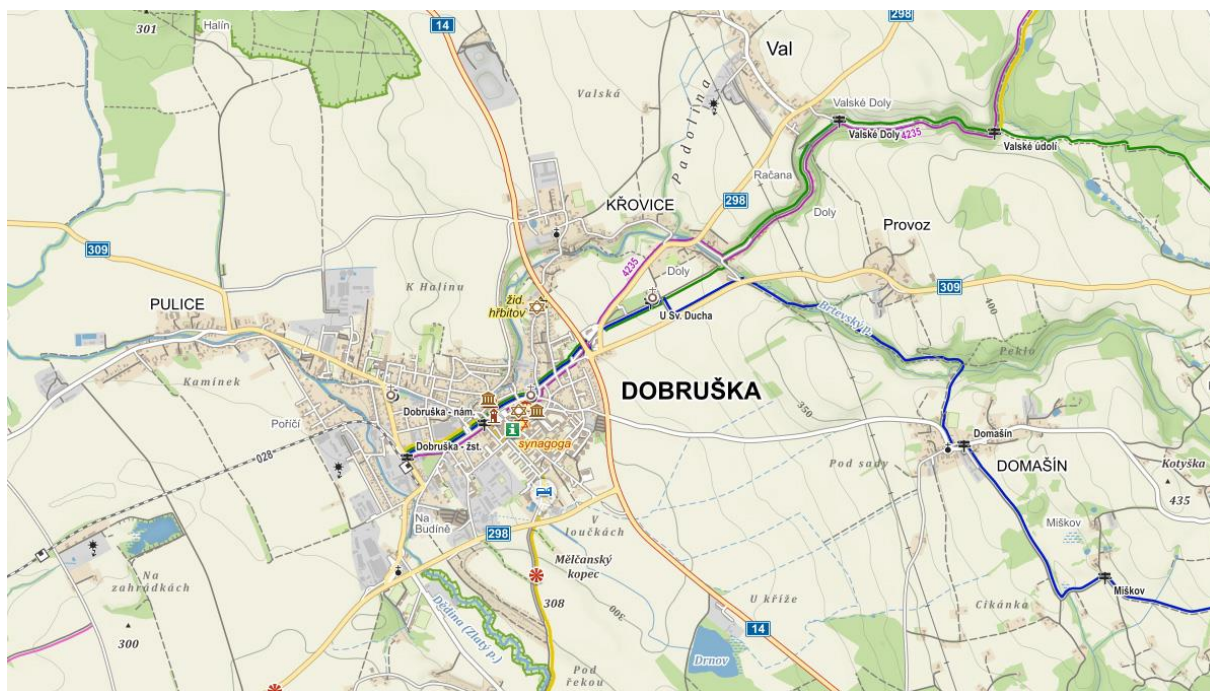 Halín
301
14
298
Val
Valská
Padolina
Valské Doly
Valské Doly
4235
Valské údolí
Račana
KŘOVICE
298
Doly
Provoz
309
4235
Doly
309
PULICE
K Halínu
žid.
hřbitov
U Sv. Ducha
Brtevský p.
Peklo
400
Kamínek
DOBRUŠKA
350
Dobruška - nám.
Poříčí
Dobruška - žst.
synagoga
028
Domašín
Pod sady
DOMAŠÍN
Kotyška
435
Na
Budíně
298
V
loučkách
Miškov
Mělčanský
kopec
Na
zahrádkách
308
Miškov
300
Dědina (Zlatý p.)
300
U kříže
Cikánka
14
Drnov
Pod
řekou